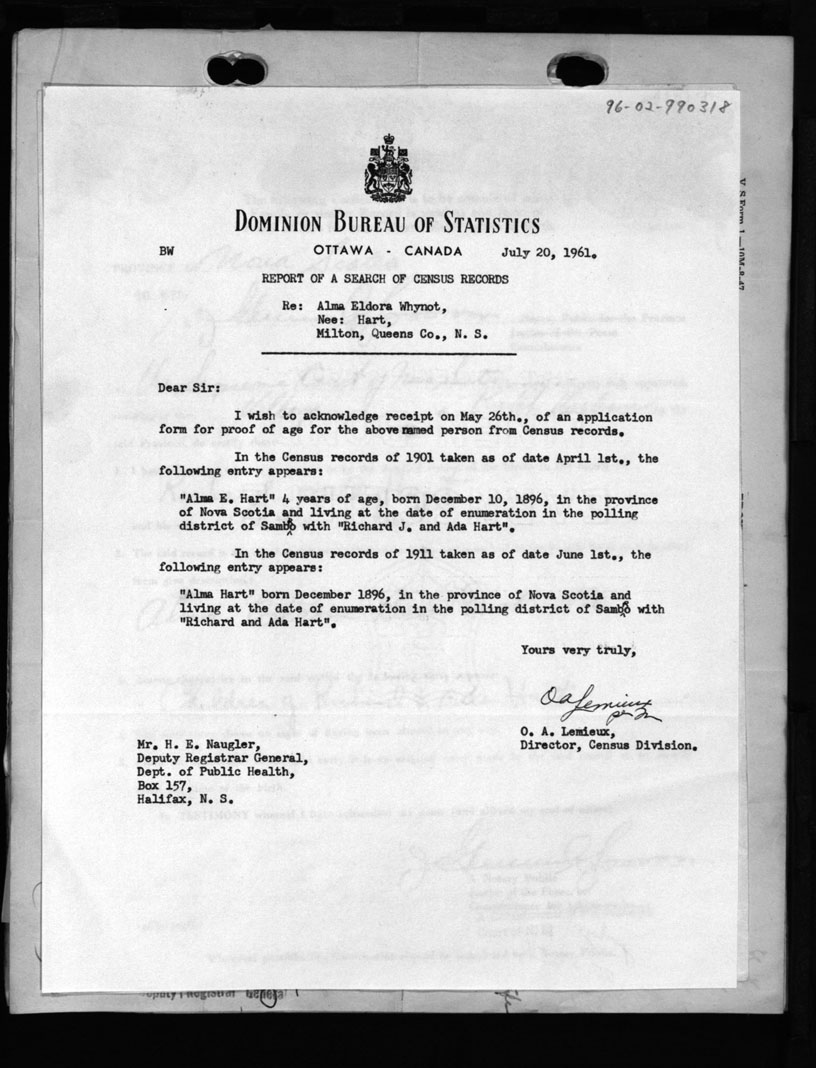 96-02-990318
DOMINION BUREAU OF STATISTICS
BW OTTAWA - CANADA July 20, 1961.
REPORT OF A SEARCH OF CENSUS RECORDS
Re: Alma Eldora Whynot,
Nee: Hart,
Milton, Queens Co., N. S.
Dear Sir:
I wish to acknowledge receipt on May 26th., of an application
form for proof of age for the above named person from Census records.
In the Census records of 1901 taken as of date April 1st., the
following entry appears:
"Alma E. Hart" 4 years of age, born December 10, 1896, in the province
of Nova Scotia and living at the date of enumeration in the polling
district of Sambro with "Richard J. and Ada Hart".
In the Census records of 1911 taken as of date June 1st., the
following entry appears:
"Alma Hart" born December 1896, in the province of Nova Scotia and
living at the date of enumeration in the polling district of Sambro with
"Richard and Ada Hart".
Yours very truly,
O A Lemieux
per
O. A. Lemieux,
Director, Census Division.
Mr. H. E. Naugler,
Deputy Registrar General,
Dept. of Public Health,
Box 157,
Halifax, N. S.
Deputy Registrar General